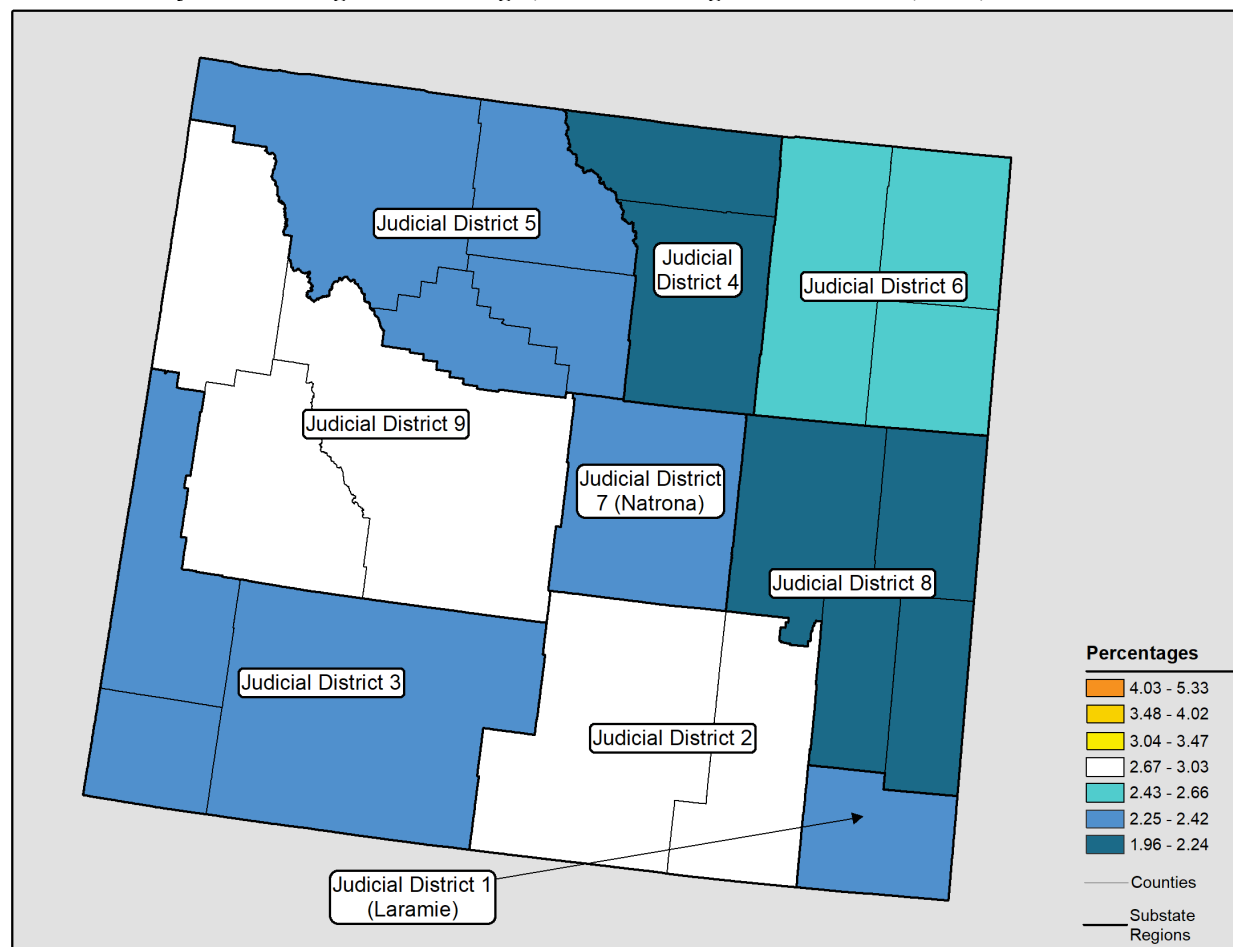 Judicial District 5
Judicial
District 4
Judicial District 6
Judicial District 9
Judicial District
7 (Natrona)
Judicial District 8
Judicial District 3
Judicial District 2
Judicial District 1
(Laramie)
Percentages
4.03 - 5.33
3.48 - 4.02
3.04 - 3.47
2.67 - 3.03
2.43 - 2.66
2.25 - 2.42
1.96 - 2.24
Counties
Substate
Regions